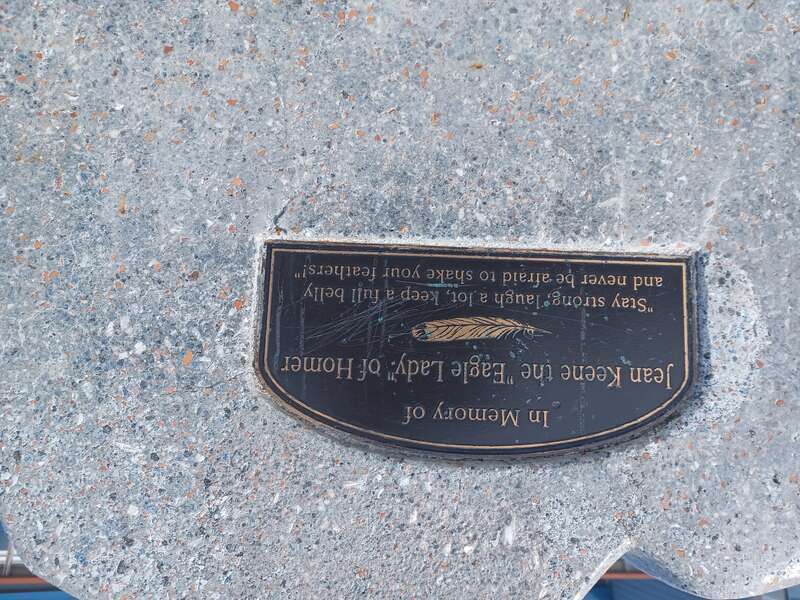 In Memory of
Jean Keene the "Eagle Lady" of Homer
"Stay strong, laugh a lot, keep a full belly
and never be afraid to shake your feathers!"